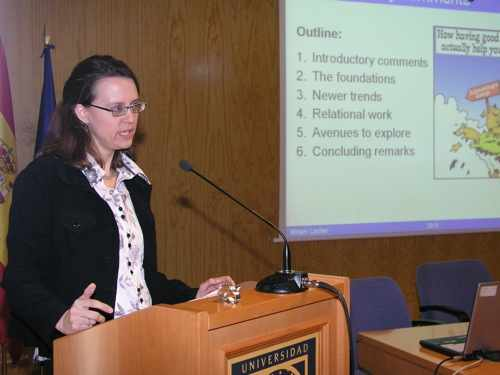 Outline:
1. Introductory comments
2. The foundations
3. Newer trends
4. Relational work
5. Avenues to explore
6. Concluding remarks
How having good
actually help you
UNIVERSIDAD